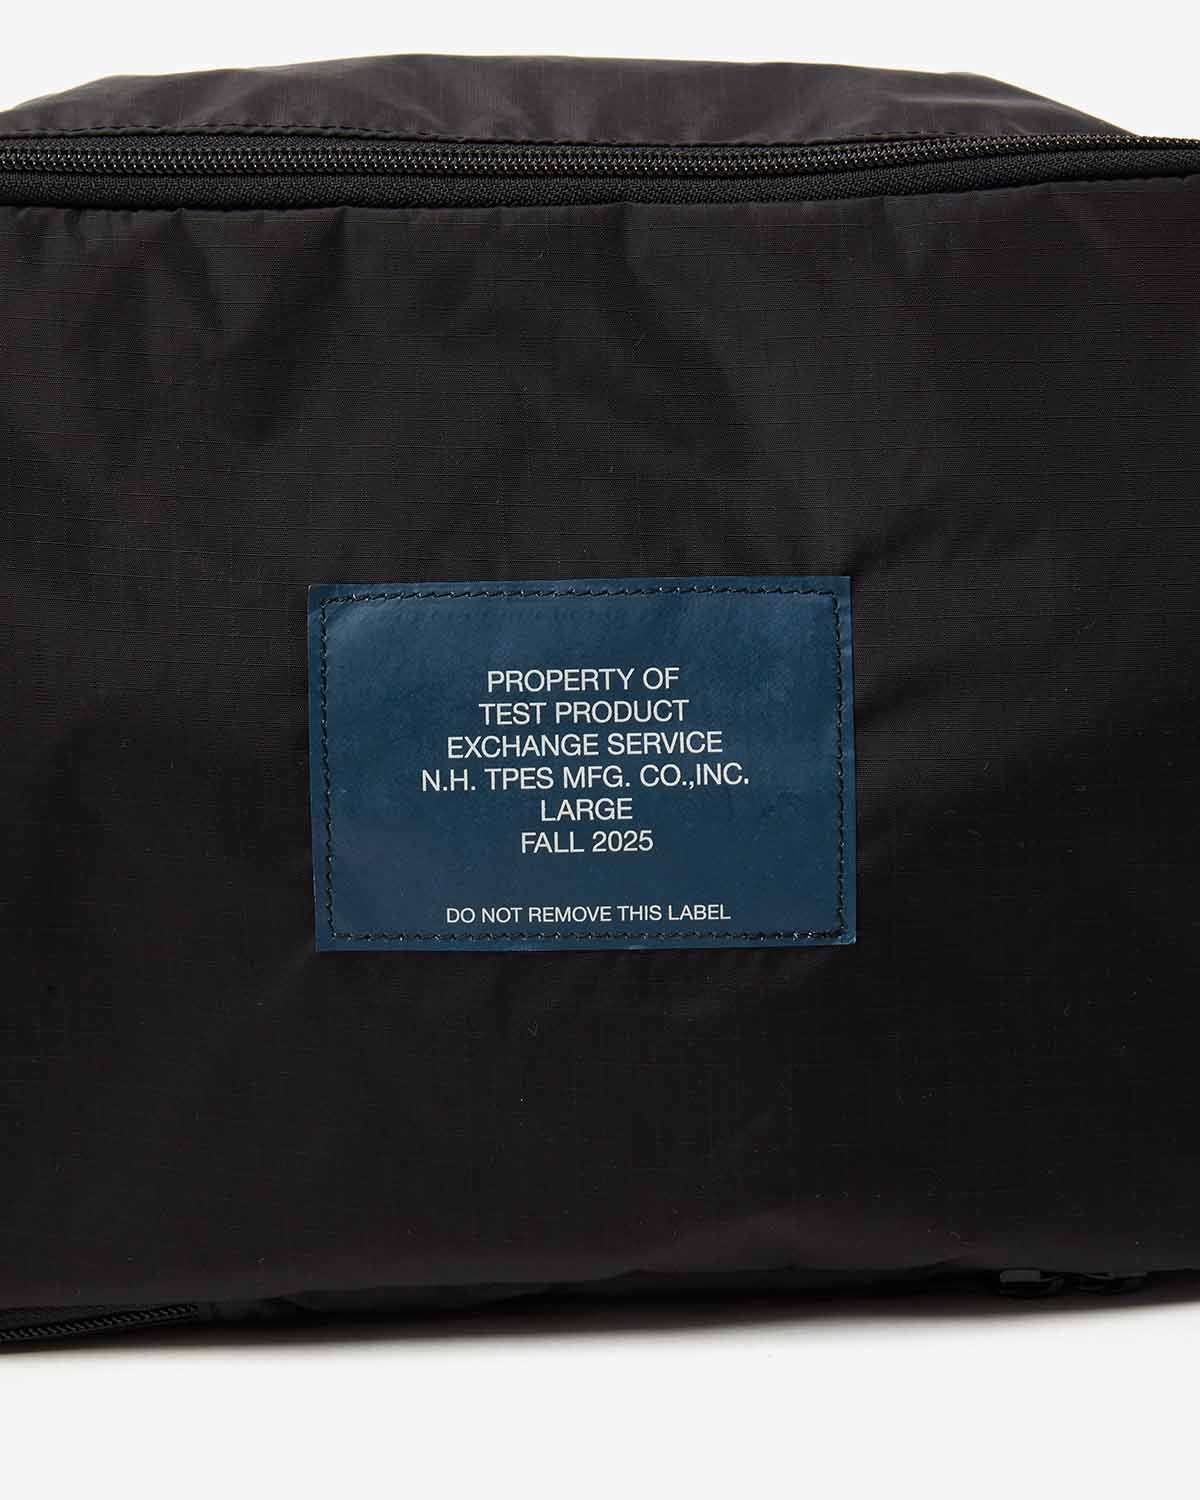 PROPERTY OF
TEST PRODUCT
EXCHANGE SERVICE
N.H. TPES MFG. CO.,INC.
LARGE
FALL 2025
DO NOT REMOVE THIS LABEL